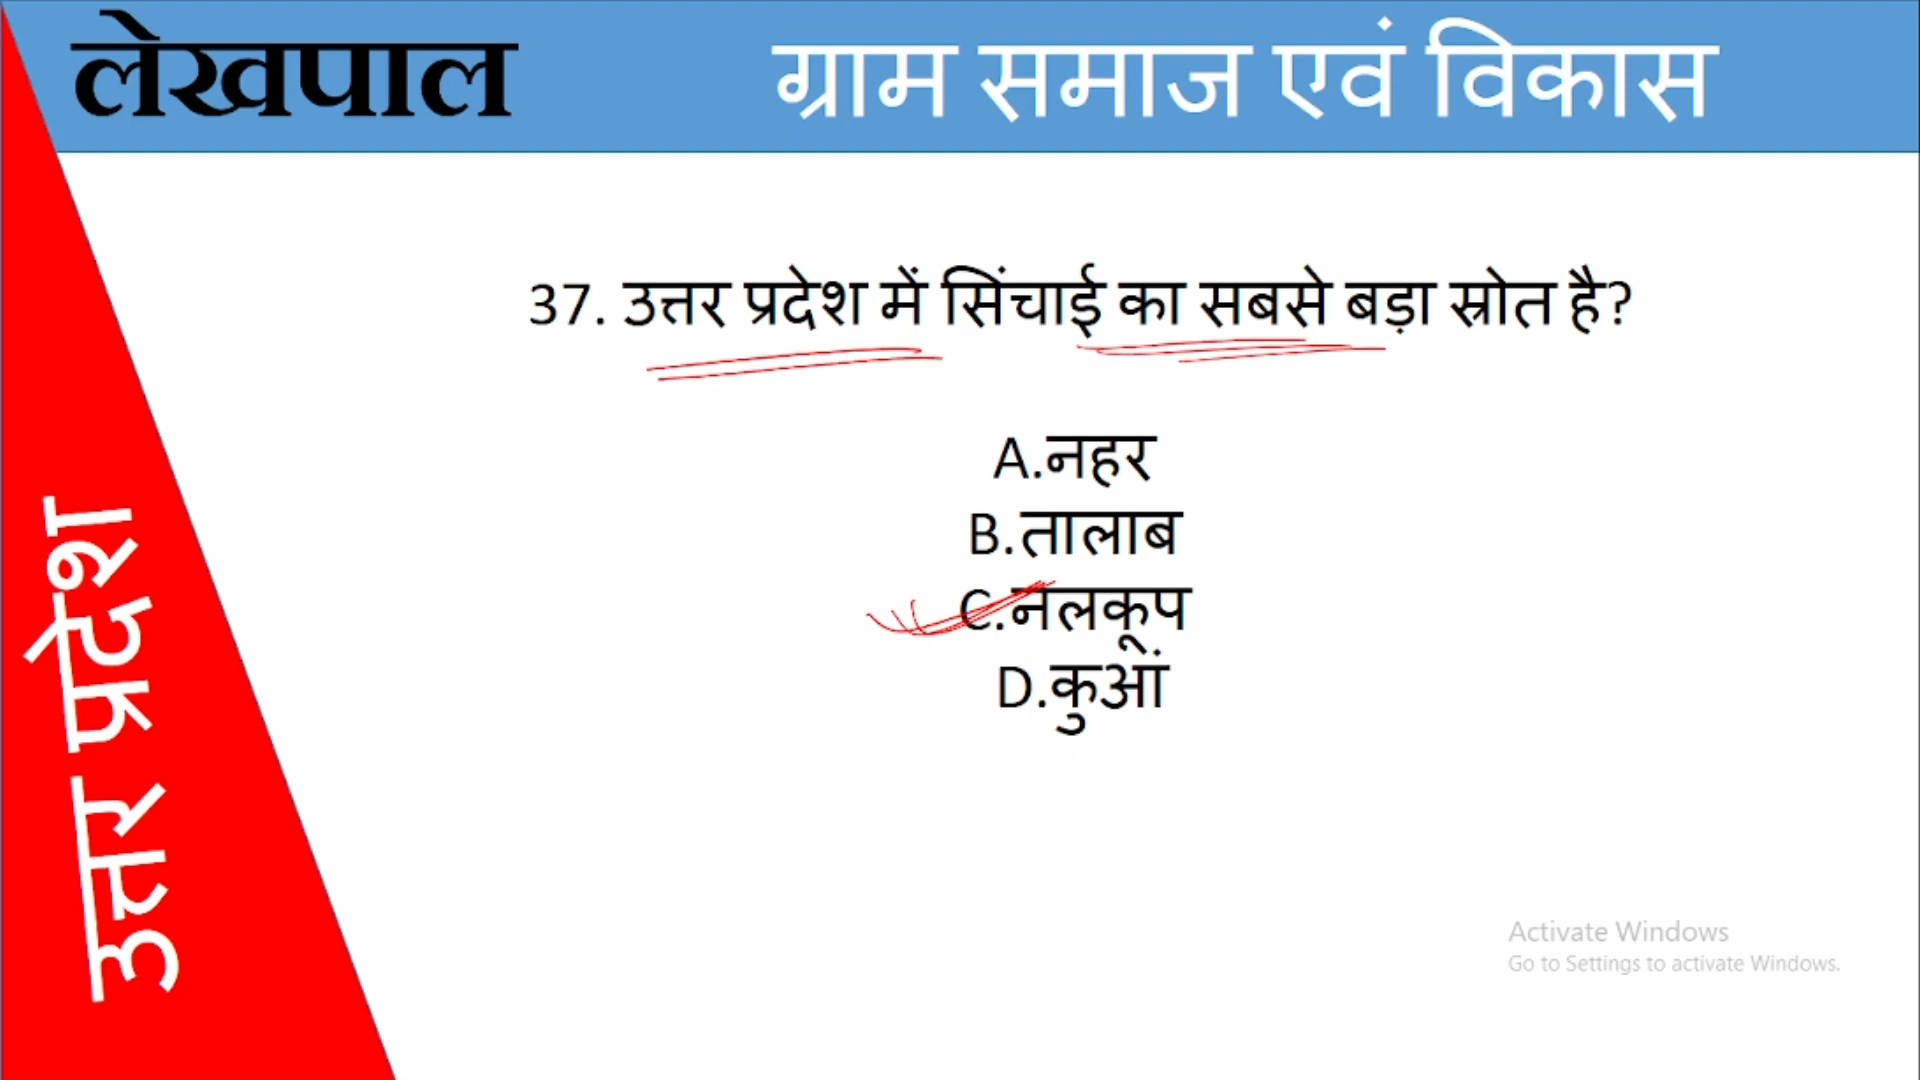 लेखपाल
ग्राम समाज एवं विकास
37. उत्तर प्रदेश में सिंचाई का सबसे बड़ा स्रोत है?
A.नहर
B.तालाब
C.नलकूप
D.कुआं
उत्तर प्रदेश
Activate Windows
Go to Settings to activate Windows.